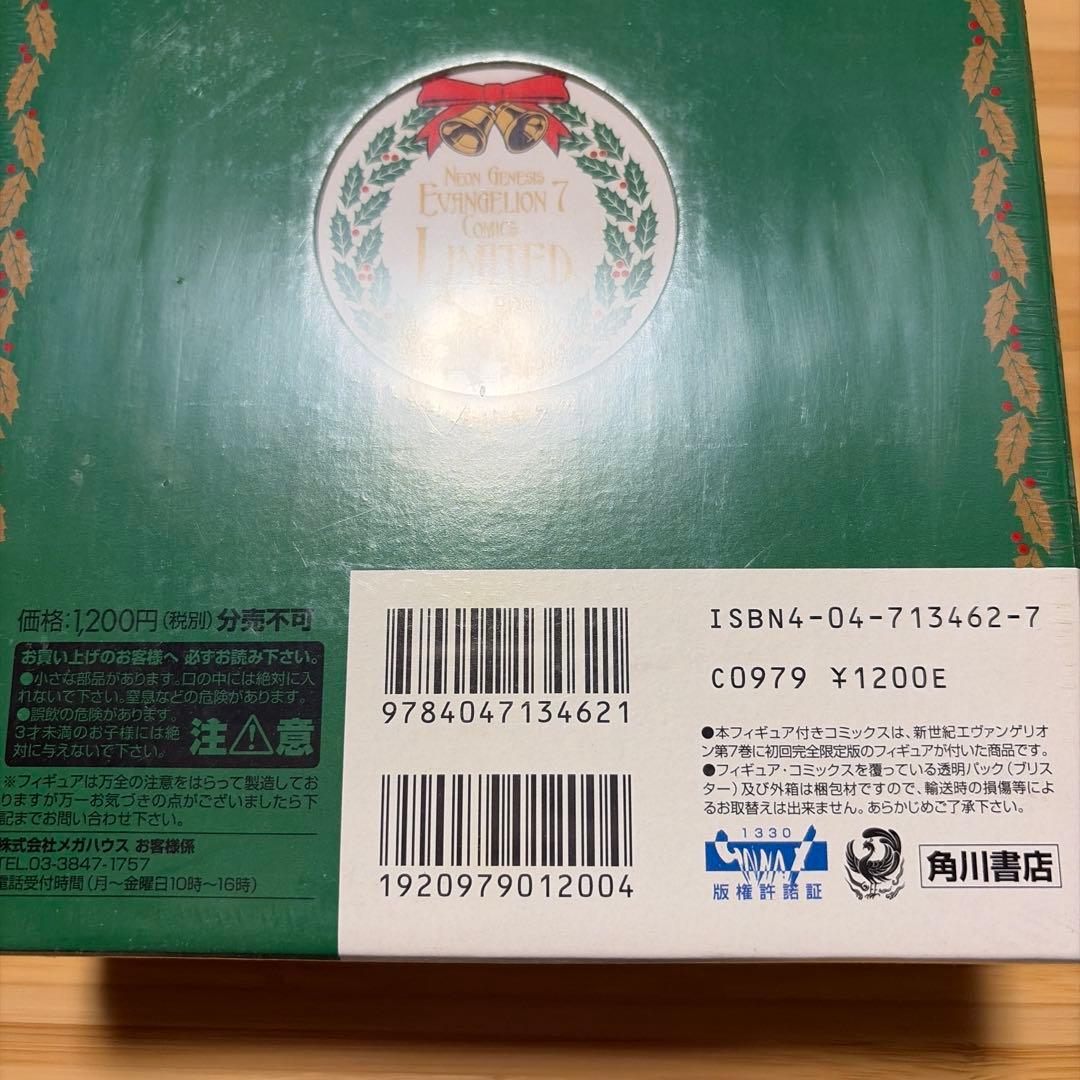 NEON GENESIS
EVANGELION 7
COMICS
LIMITED
価格:1,200円(税別) 分売不可
お買い上げのお客様へ 必ずお読み下さい。
●小さな部品があります。口の中には絶対に入
れないで下さい。窒息などの危険があります。
●誤飲の危険があります。
3才未満のお子様には絶
対に与えないで下さい。
注意
※フィギュアは万全の注意をはらって製造してお
りますが万一お気づきの点がございましたら下
記までお問い合わせ下さい。
株式会社メガハウス お客様係
TEL.03-3847-1757
電話受付時間(月〜金曜日10時〜16時)
9784047134621
1920979012004
ISBN4-04-713462-7
C0979 ¥1200E
●本フィギュア付きコミックスは、新世紀エヴァンゲリオ
ン第7巻に初回完全限定版のフィギュアが付いた商品です。
●フィギュア・コミックスを覆っている透明パック(ブリス
ター)及び外箱は梱包材ですので、輸送時の損傷等によ
るお取替えは出来ません。あらかじめご了承下さい。
1330
GAINAX
版権許諾証
角川書店